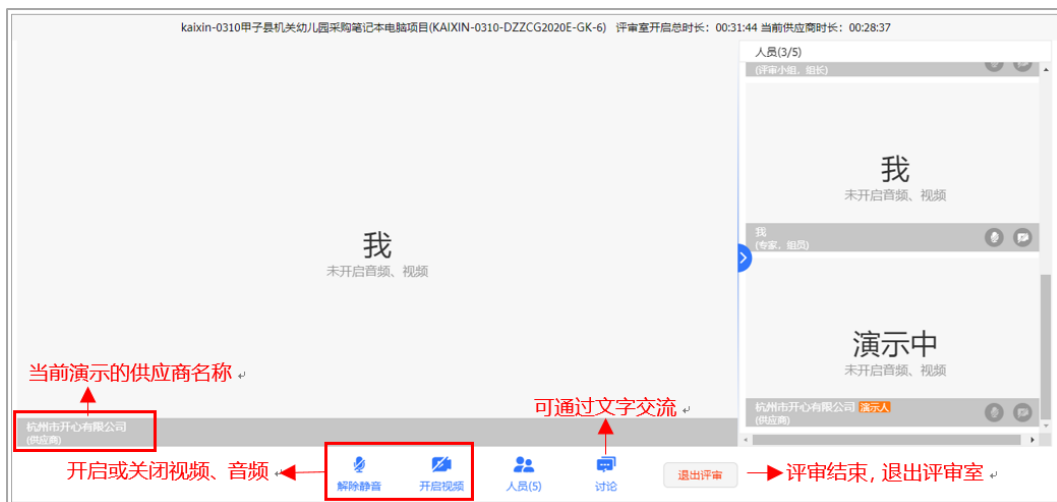 kaixin-0310甲子县机关幼儿园采购笔记本电脑项目(KAIXIN-0310-DZZCG2020E-GK-6) 评审室开启总时长：00:31:44 当前供应商时长：00:28:37
人员(3/5)
(评审小组，组长)
我
未开启音频、视频
我
(专家，组员)
我
未开启音频、视频
演示中
未开启音频、视频
当前演示的供应商名称
杭州市开心有限公司
(供应商)
可通过文字交流
杭州市开心有限公司 演示人
(供应商)
开启或关闭视频、音频
解除静音
开启视频
人员(5)
讨论
退出评审
评审结束，退出评审室